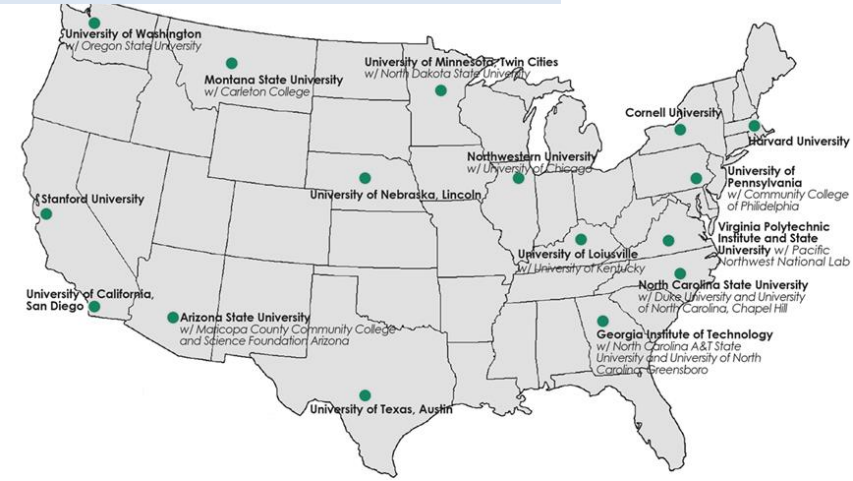 University of Washington
w/ Oregon State University
Montana State University
w/ Carleton College
University of Minnesota, Twin Cities
w/ North Dakota State University
Cornell University
Harvard University
Northwestern University
w/ University of Chicago
University of
Pennsylvania
w/ Community College
of Philidelphia
University of Nebraska, Lincoln
Stanford University
Virginia Polytechnic
Institute and State
University w/ Pacific
Northwest National Lab
University of Loiusville
w/ University of Kentucky
North Carolina State University
w/ Duke University and University
of North Carolina, Chapel Hill
University of California,
San Diego
Arizona State University
w/ Maricopa County Community College
and Science Foundation Arizona
Georgia Institute of Technology
w/ North Carolina A&T State
University and University of North
Carolina, Greensboro
University of Texas, Austin